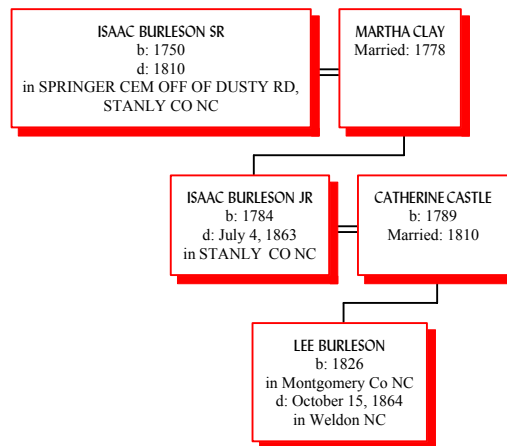 ISAAC BURLESON SR
b: 1750
d: 1810
in SPRINGER CEM OFF OF DUSTY RD,
STANLY CO NC
MARTHA CLAY
Married: 1778
ISAAC BURLESON JR
b: 1784
d: July 4, 1863
in STANLY CO NC
CATHERINE CASTLE
b: 1789
Married: 1810
LEE BURLESON
b: 1826
in Montgomery Co NC
d: October 15, 1864
in Weldon NC